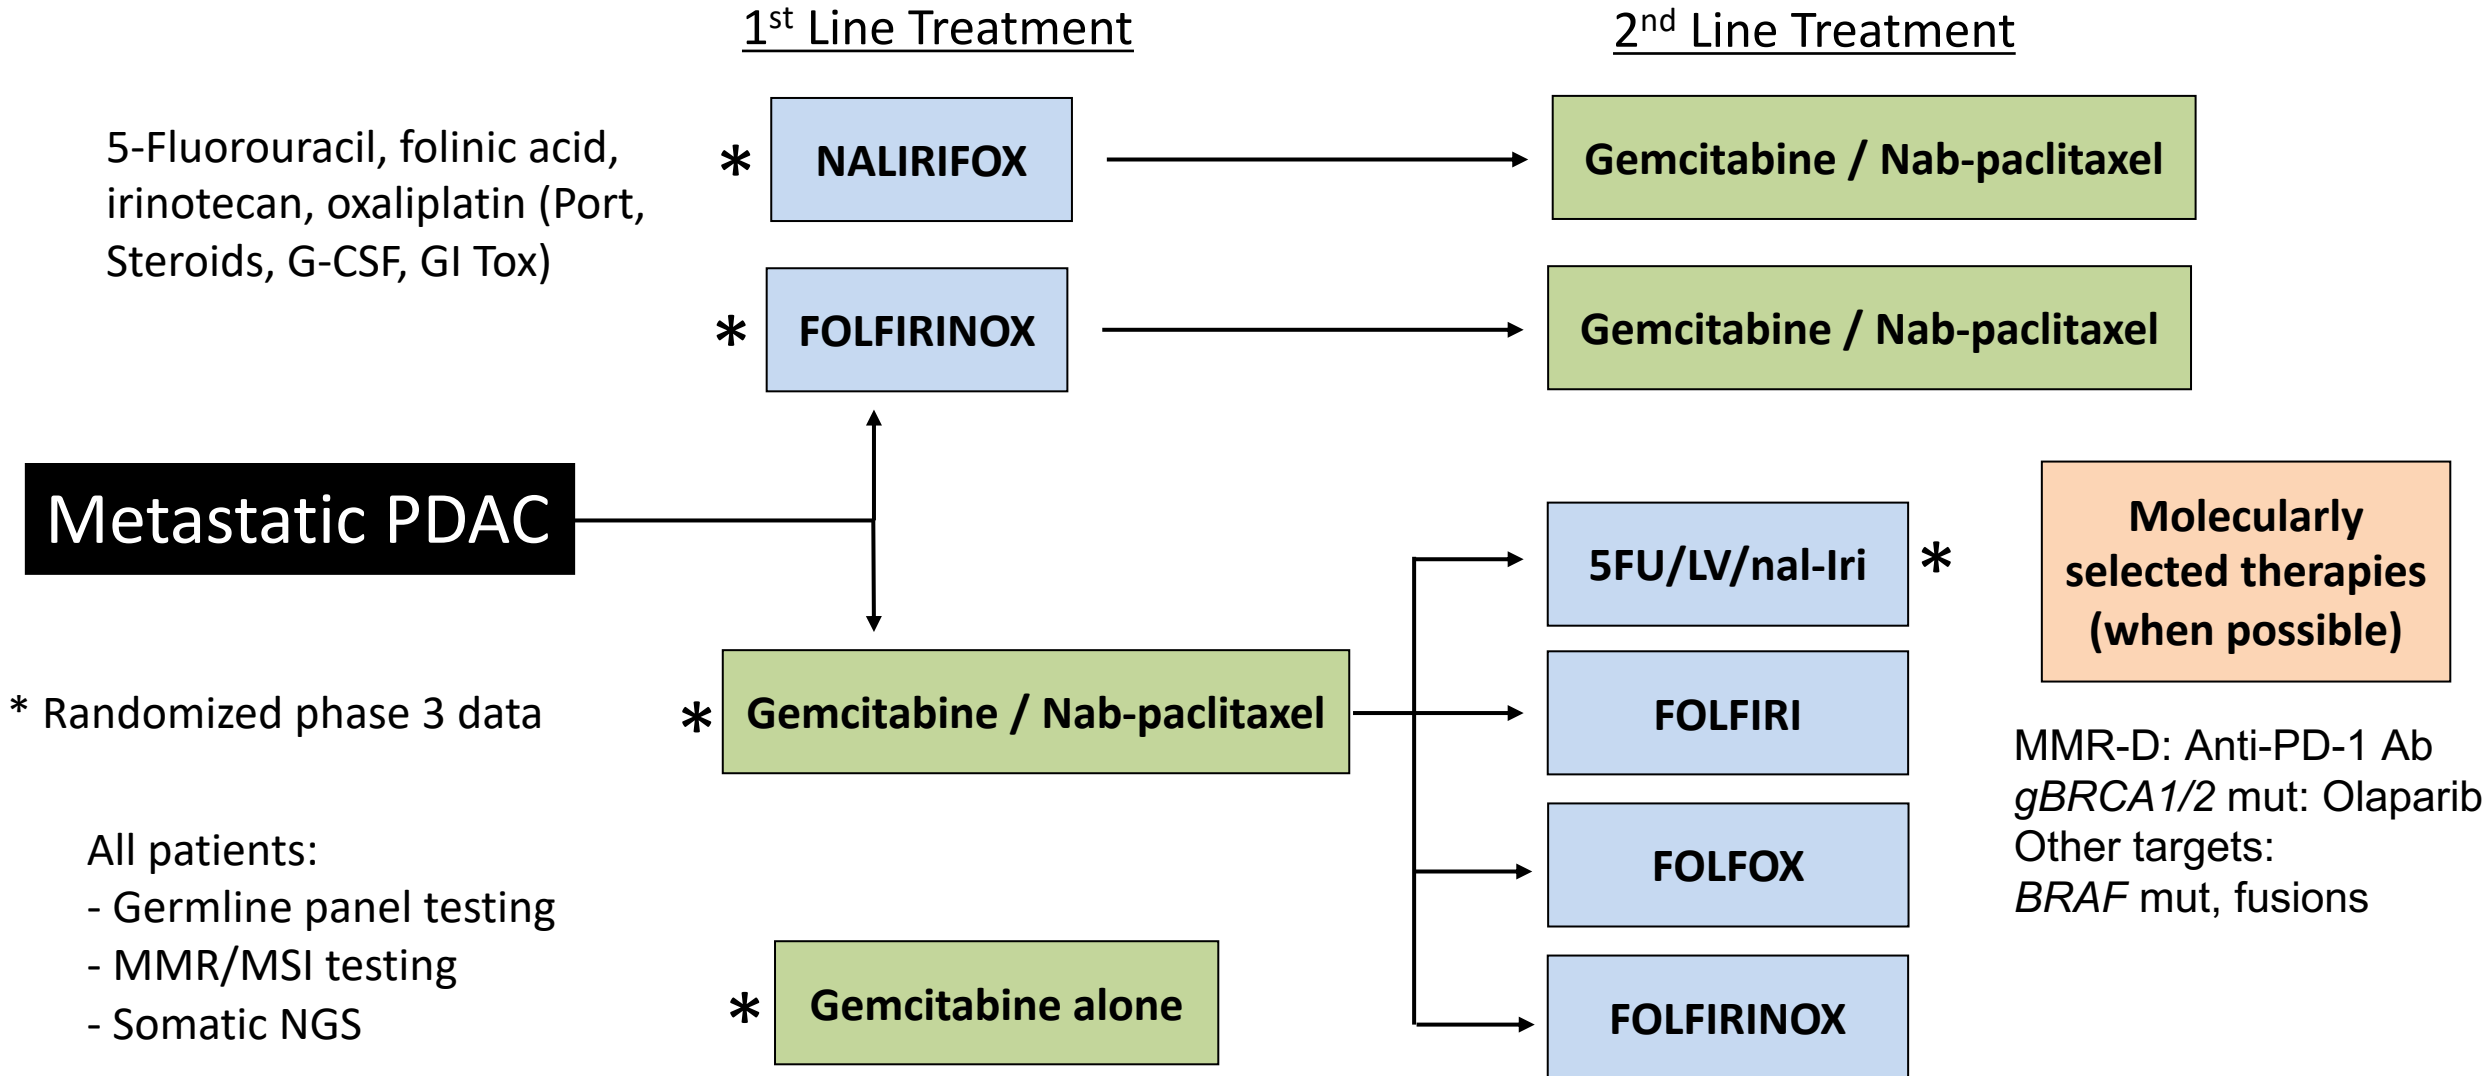 1st Line Treatment
2nd Line Treatment
5-Fluorouracil, folinic acid,
irinotecan, oxaliplatin (Port,
Steroids, G-CSF, GI Tox)
* NALIRIFOX
Gemcitabine / Nab-paclitaxel
* FOLFIRINOX
Gemcitabine / Nab-paclitaxel
Metastatic PDAC
5FU/LV/nal-Iri *
Molecularly
selected therapies
(when possible)
* Randomized phase 3 data
* Gemcitabine / Nab-paclitaxel
FOLFIRI
MMR-D: Anti-PD-1 Ab
gBRCA1/2 mut: Olaparib
Other targets:
BRAF mut, fusions
All patients:
- Germline panel testing
- MMR/MSI testing
- Somatic NGS
FOLFOX
* Gemcitabine alone
FOLFIRINOX